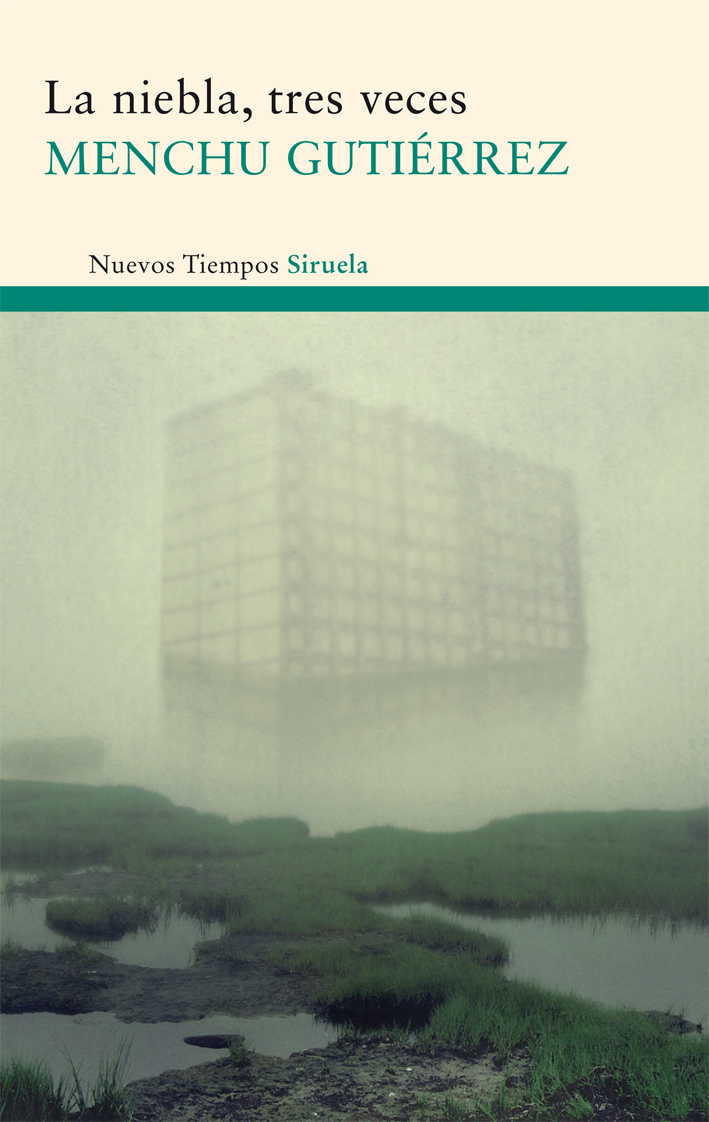 La niebla, tres veces
MENCHU GUTIÉRREZ
Nuevos Tiempos Siruela